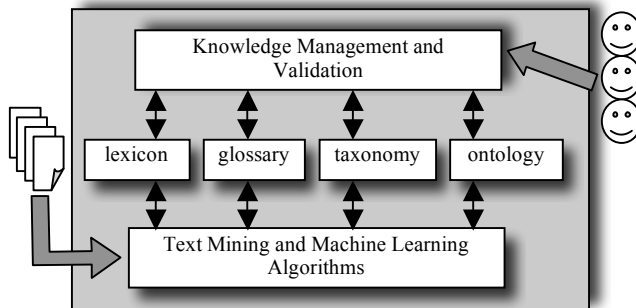 Knowledge Management and
Validation
lexicon
glossary
taxonomy
ontology
Text Mining and Machine Learning
Algorithms